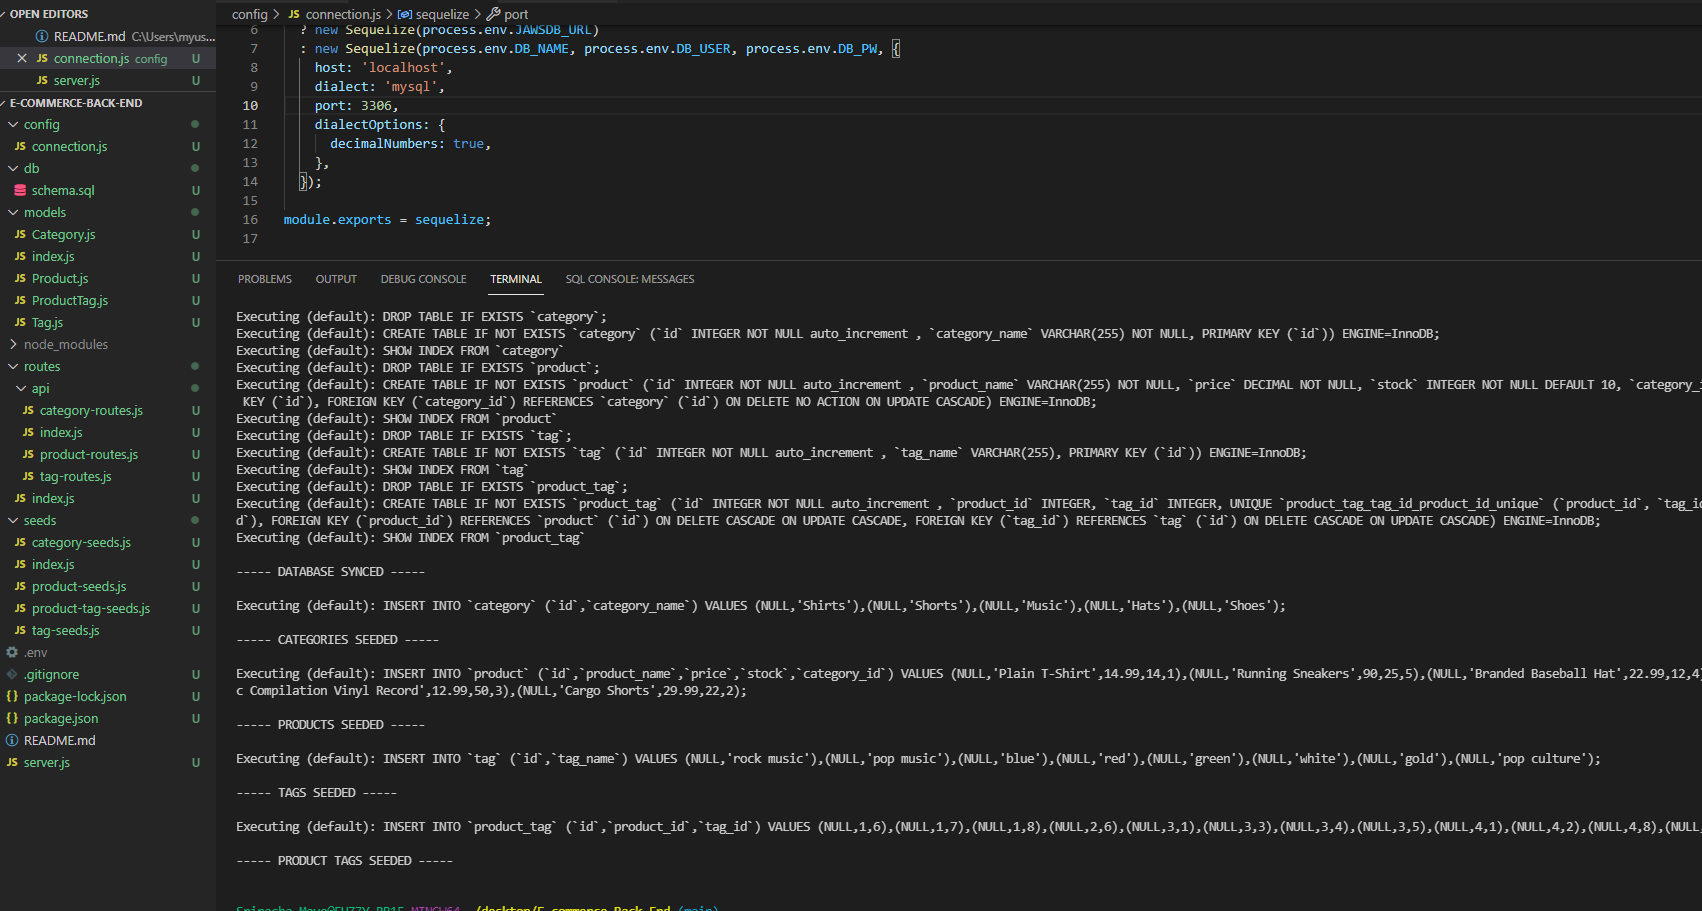 OPEN EDITORS
README.md C:\Users\myus...
JS connection.js config U
JS server.js U
E-COMMERCE-BACK-END
config
JS connection.js U
db
schema.sql U
models
JS Category.js U
JS index.js U
JS Product.js U
JS ProductTag.js U
JS Tag.js U
node_modules
routes
api
JS category-routes.js U
JS index.js U
JS product-routes.js U
JS tag-routes.js U
JS index.js U
seeds
JS category-seeds.js U
JS index.js U
JS product-seeds.js U
JS product-tag-seeds.js U
JS tag-seeds.js U
.env
.gitignore U
{} package-lock.json U
{} package.json U
README.md
JS server.js U
config > JS connection.js > sequelize > port
6 ? new Sequelize(process.env.JAWSDB_URL)
7 : new Sequelize(process.env.DB_NAME, process.env.DB_USER, process.env.DB_PW, {
8 host: 'localhost',
9 dialect: 'mysql',
10 port: 3306,
11 dialectOptions: {
12 decimalNumbers: true,
13 },
14 });
15
16 module.exports = sequelize;
17
PROBLEMS OUTPUT DEBUG CONSOLE TERMINAL SQL CONSOLE: MESSAGES
Executing (default): DROP TABLE IF EXISTS `category`;
Executing (default): CREATE TABLE IF NOT EXISTS `category` (`id` INTEGER NOT NULL auto_increment , `category_name` VARCHAR(255) NOT NULL, PRIMARY KEY (`id`)) ENGINE=InnoDB;
Executing (default): SHOW INDEX FROM `category`
Executing (default): DROP TABLE IF EXISTS `product`;
Executing (default): CREATE TABLE IF NOT EXISTS `product` (`id` INTEGER NOT NULL auto_increment , `product_name` VARCHAR(255) NOT NULL, `price` DECIMAL NOT NULL, `stock` INTEGER NOT NULL DEFAULT 10, `category_i
KEY (`id`), FOREIGN KEY (`category_id`) REFERENCES `category` (`id`) ON DELETE NO ACTION ON UPDATE CASCADE) ENGINE=InnoDB;
Executing (default): SHOW INDEX FROM `product`
Executing (default): DROP TABLE IF EXISTS `tag`;
Executing (default): CREATE TABLE IF NOT EXISTS `tag` (`id` INTEGER NOT NULL auto_increment , `tag_name` VARCHAR(255), PRIMARY KEY (`id`)) ENGINE=InnoDB;
Executing (default): SHOW INDEX FROM `tag`
Executing (default): DROP TABLE IF EXISTS `product_tag`;
Executing (default): CREATE TABLE IF NOT EXISTS `product_tag` (`id` INTEGER NOT NULL auto_increment , `product_id` INTEGER, `tag_id` INTEGER, UNIQUE `product_tag_tag_id_product_id_unique` (`product_id`, `tag_id
d`), FOREIGN KEY (`product_id`) REFERENCES `product` (`id`) ON DELETE CASCADE ON UPDATE CASCADE, FOREIGN KEY (`tag_id`) REFERENCES `tag` (`id`) ON DELETE CASCADE ON UPDATE CASCADE) ENGINE=InnoDB;
Executing (default): SHOW INDEX FROM `product_tag`
----- DATABASE SYNCED -----
Executing (default): INSERT INTO `category` (`id`,`category_name`) VALUES (NULL,'Shirts'),(NULL,'Shorts'),(NULL,'Music'),(NULL,'Hats'),(NULL,'Shoes');
----- CATEGORIES SEEDED -----
Executing (default): INSERT INTO `product` (`id`,`product_name`,`price`,`stock`,`category_id`) VALUES (NULL,'Plain T-Shirt',14.99,14,1),(NULL,'Running Sneakers',90,25,5),(NULL,'Branded Baseball Hat',22.99,12,4)
c Compilation Vinyl Record',12.99,50,3),(NULL,'Cargo Shorts',29.99,22,2);
----- PRODUCTS SEEDED -----
Executing (default): INSERT INTO `tag` (`id`,`tag_name`) VALUES (NULL,'rock music'),(NULL,'pop music'),(NULL,'blue'),(NULL,'red'),(NULL,'green'),(NULL,'white'),(NULL,'gold'),(NULL,'pop culture');
----- TAGS SEEDED -----
Executing (default): INSERT INTO `product_tag` (`id`,`product_id`,`tag_id`) VALUES (NULL,1,6),(NULL,1,7),(NULL,1,8),(NULL,2,6),(NULL,3,1),(NULL,3,3),(NULL,3,4),(NULL,3,5),(NULL,4,1),(NULL,4,2),(NULL,4,8),(NULL,
----- PRODUCT TAGS SEEDED -----
~/desktop/E-commerce-Back-End (main)